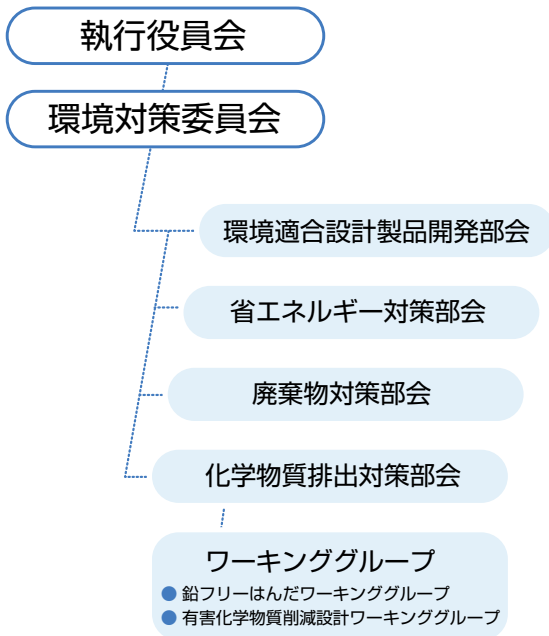 執行役員会
環境対策委員会
環境適合設計製品開発部会
省エネルギー対策部会
廃棄物対策部会
化学物質排出対策部会
ワーキンググループ
● 鉛フリーはんだワーキンググループ
● 有害化学物質削減設計ワーキンググループ